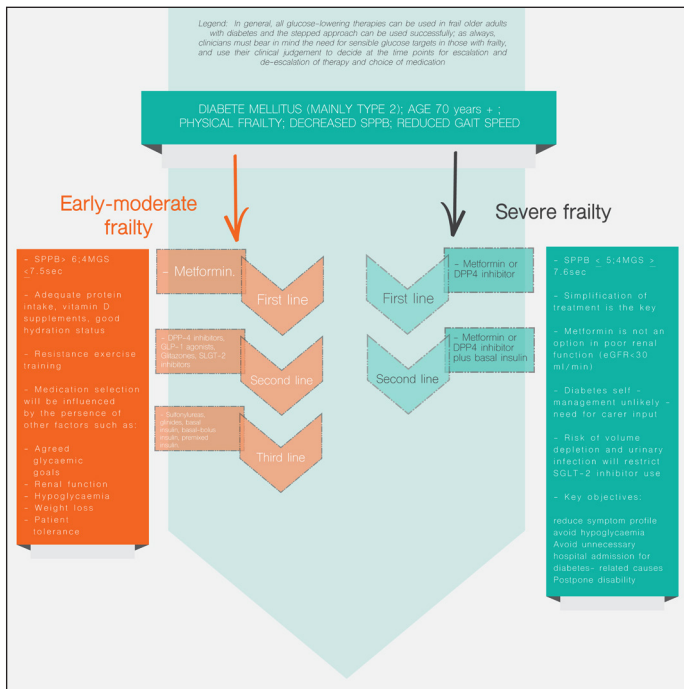 Legend: In general, all glucose-lowering therapies can be used in frail older adults
with diabetes and the stepped approach can be used successfully; as always,
clinicians must bear in mind the need for sensible glucose targets in those with frailty,
and use their clinical judgement to decide at the time points for escalation and
de-escalation of therapy and choice of medication
DIABETE MELLITUS (MAINLY TYPE 2); AGE 70 years + ;
PHYSICAL FRAILTY; DECREASED SPPB; REDUCED GAIT SPEED
Early-moderate
frailty
- SPPB> 6;4MGS
<7.5sec
- Adequate protein
intake, vitamin D
supplements, good
hydration status
- Resistance exercise
training
- Medication selection
will be influenced
by the persence of
other factors such as:
- Agreed
glycaemic
goals
- Renal function
- Hypoglycaemia
- Weight loss
- Patient
tolerance
- Metformin.
First line
- DPP-4 inhibitors,
GLP-1 agonists,
Glitazones, SLGT-2
inhibitors
Second line
- Sulfonylureas,
glinides, basal
insulin, basal-bolus
insulin, premixed
insulin,
Third line
Severe frailty
- Metformin or
DPP4 inhibitor
First line
- Metformin or
DPP4 inhibitor
plus basal insulin
Second line
- SPPB < 5;4MGS >
7.6sec
- Simplification of
treatment is the key
- Metformin is not an
option in poor renal
function (eGFR<30
ml/min)
- Diabetes self -
management unlikely -
need for carer input
- Risk of volume
depletion and urinary
infection will restrict
SGLT-2 inhibitor use
- Key objectives:
reduce symptom profile
avoid hypoglycaemia
Avoid unnecessary
hospital admission for
diabetes- related causes
Postpone disability